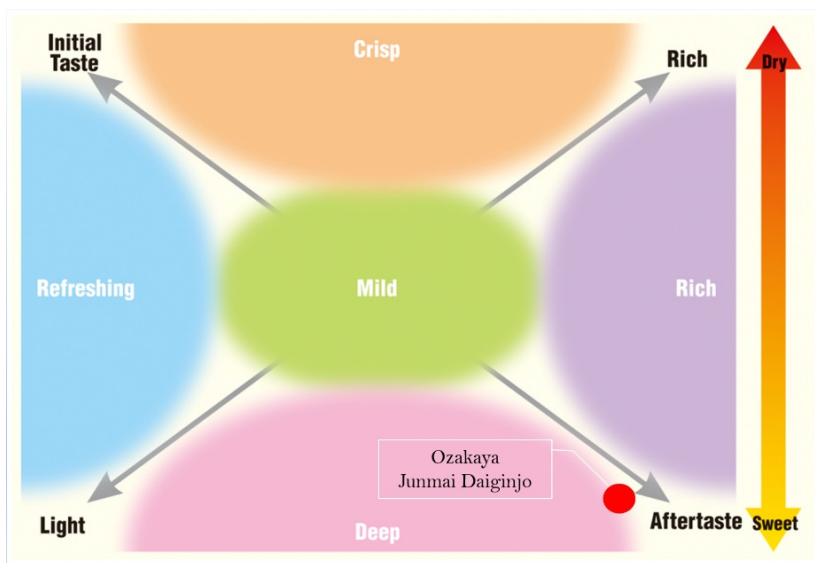 Initial
Taste
Crisp
Rich
Dry
Refreshing
Mild
Rich
Ozakaya
Junmai Daiginjo
Light
Deep
Aftertaste
Sweet